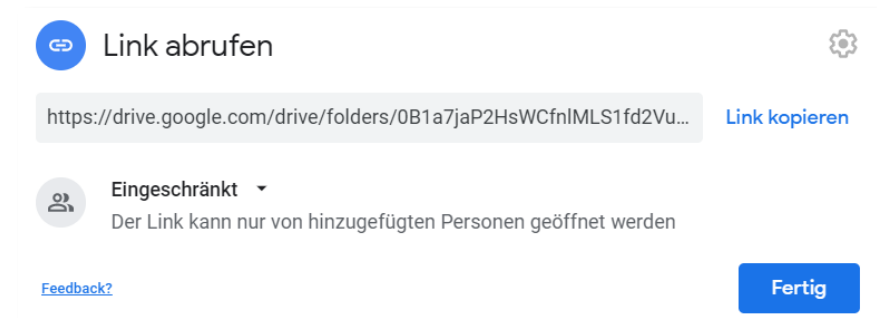 Link abrufen
https://drive.google.com/drive/folders/0B1a7jaP2HsWCfnlMLS1fd2Vu... Link kopieren
Eingeschränkt
Der Link kann nur von hinzugefügten Personen geöffnet werden
Feedback? Fertig